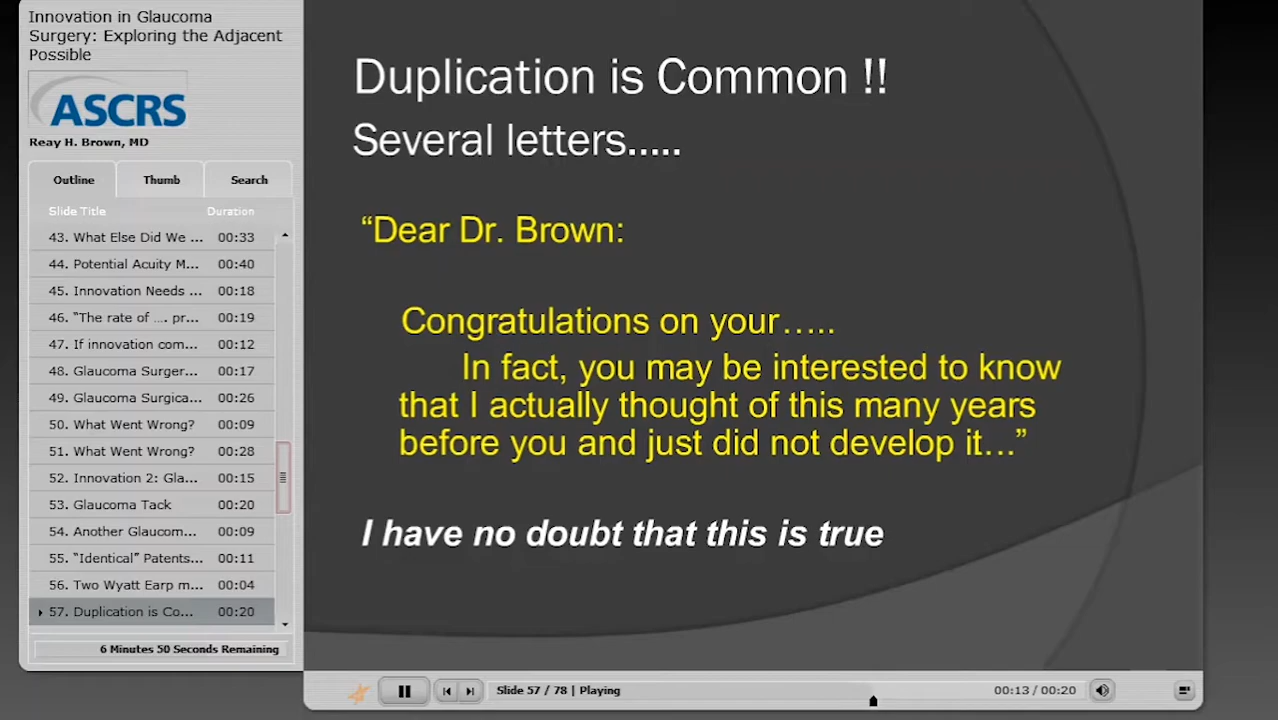 Innovation in Glaucoma
Surgery: Exploring the Adjacent
Possible
ASCRS
Reay H. Brown, MD
Outline Thumb Search
Slide Title Duration
43. What Else Did We ... 00:33
44. Potential Acuity M... 00:40
45. Innovation Needs ... 00:18
46. “The rate of .... pr... 00:19
47. If innovation com... 00:12
48. Glaucoma Surger... 00:17
49. Glaucoma Surgica... 00:26
50. What Went Wrong? 00:09
51. What Went Wrong? 00:28
52. Innovation 2: Gla... 00:15
53. Glaucoma Tack 00:20
54. Another Glaucom... 00:09
55. “Identical” Patents... 00:11
56. Two Wyatt Earp m... 00:04
57. Duplication is Co... 00:20
6 Minutes 50 Seconds Remaining
Duplication is Common !!
Several letters.....
“Dear Dr. Brown:
Congratulations on your…..
In fact, you may be interested to know
that I actually thought of this many years
before you and just did not develop it…”
I have no doubt that this is true
Slide 57 / 78 | Playing
00:13 / 00:20